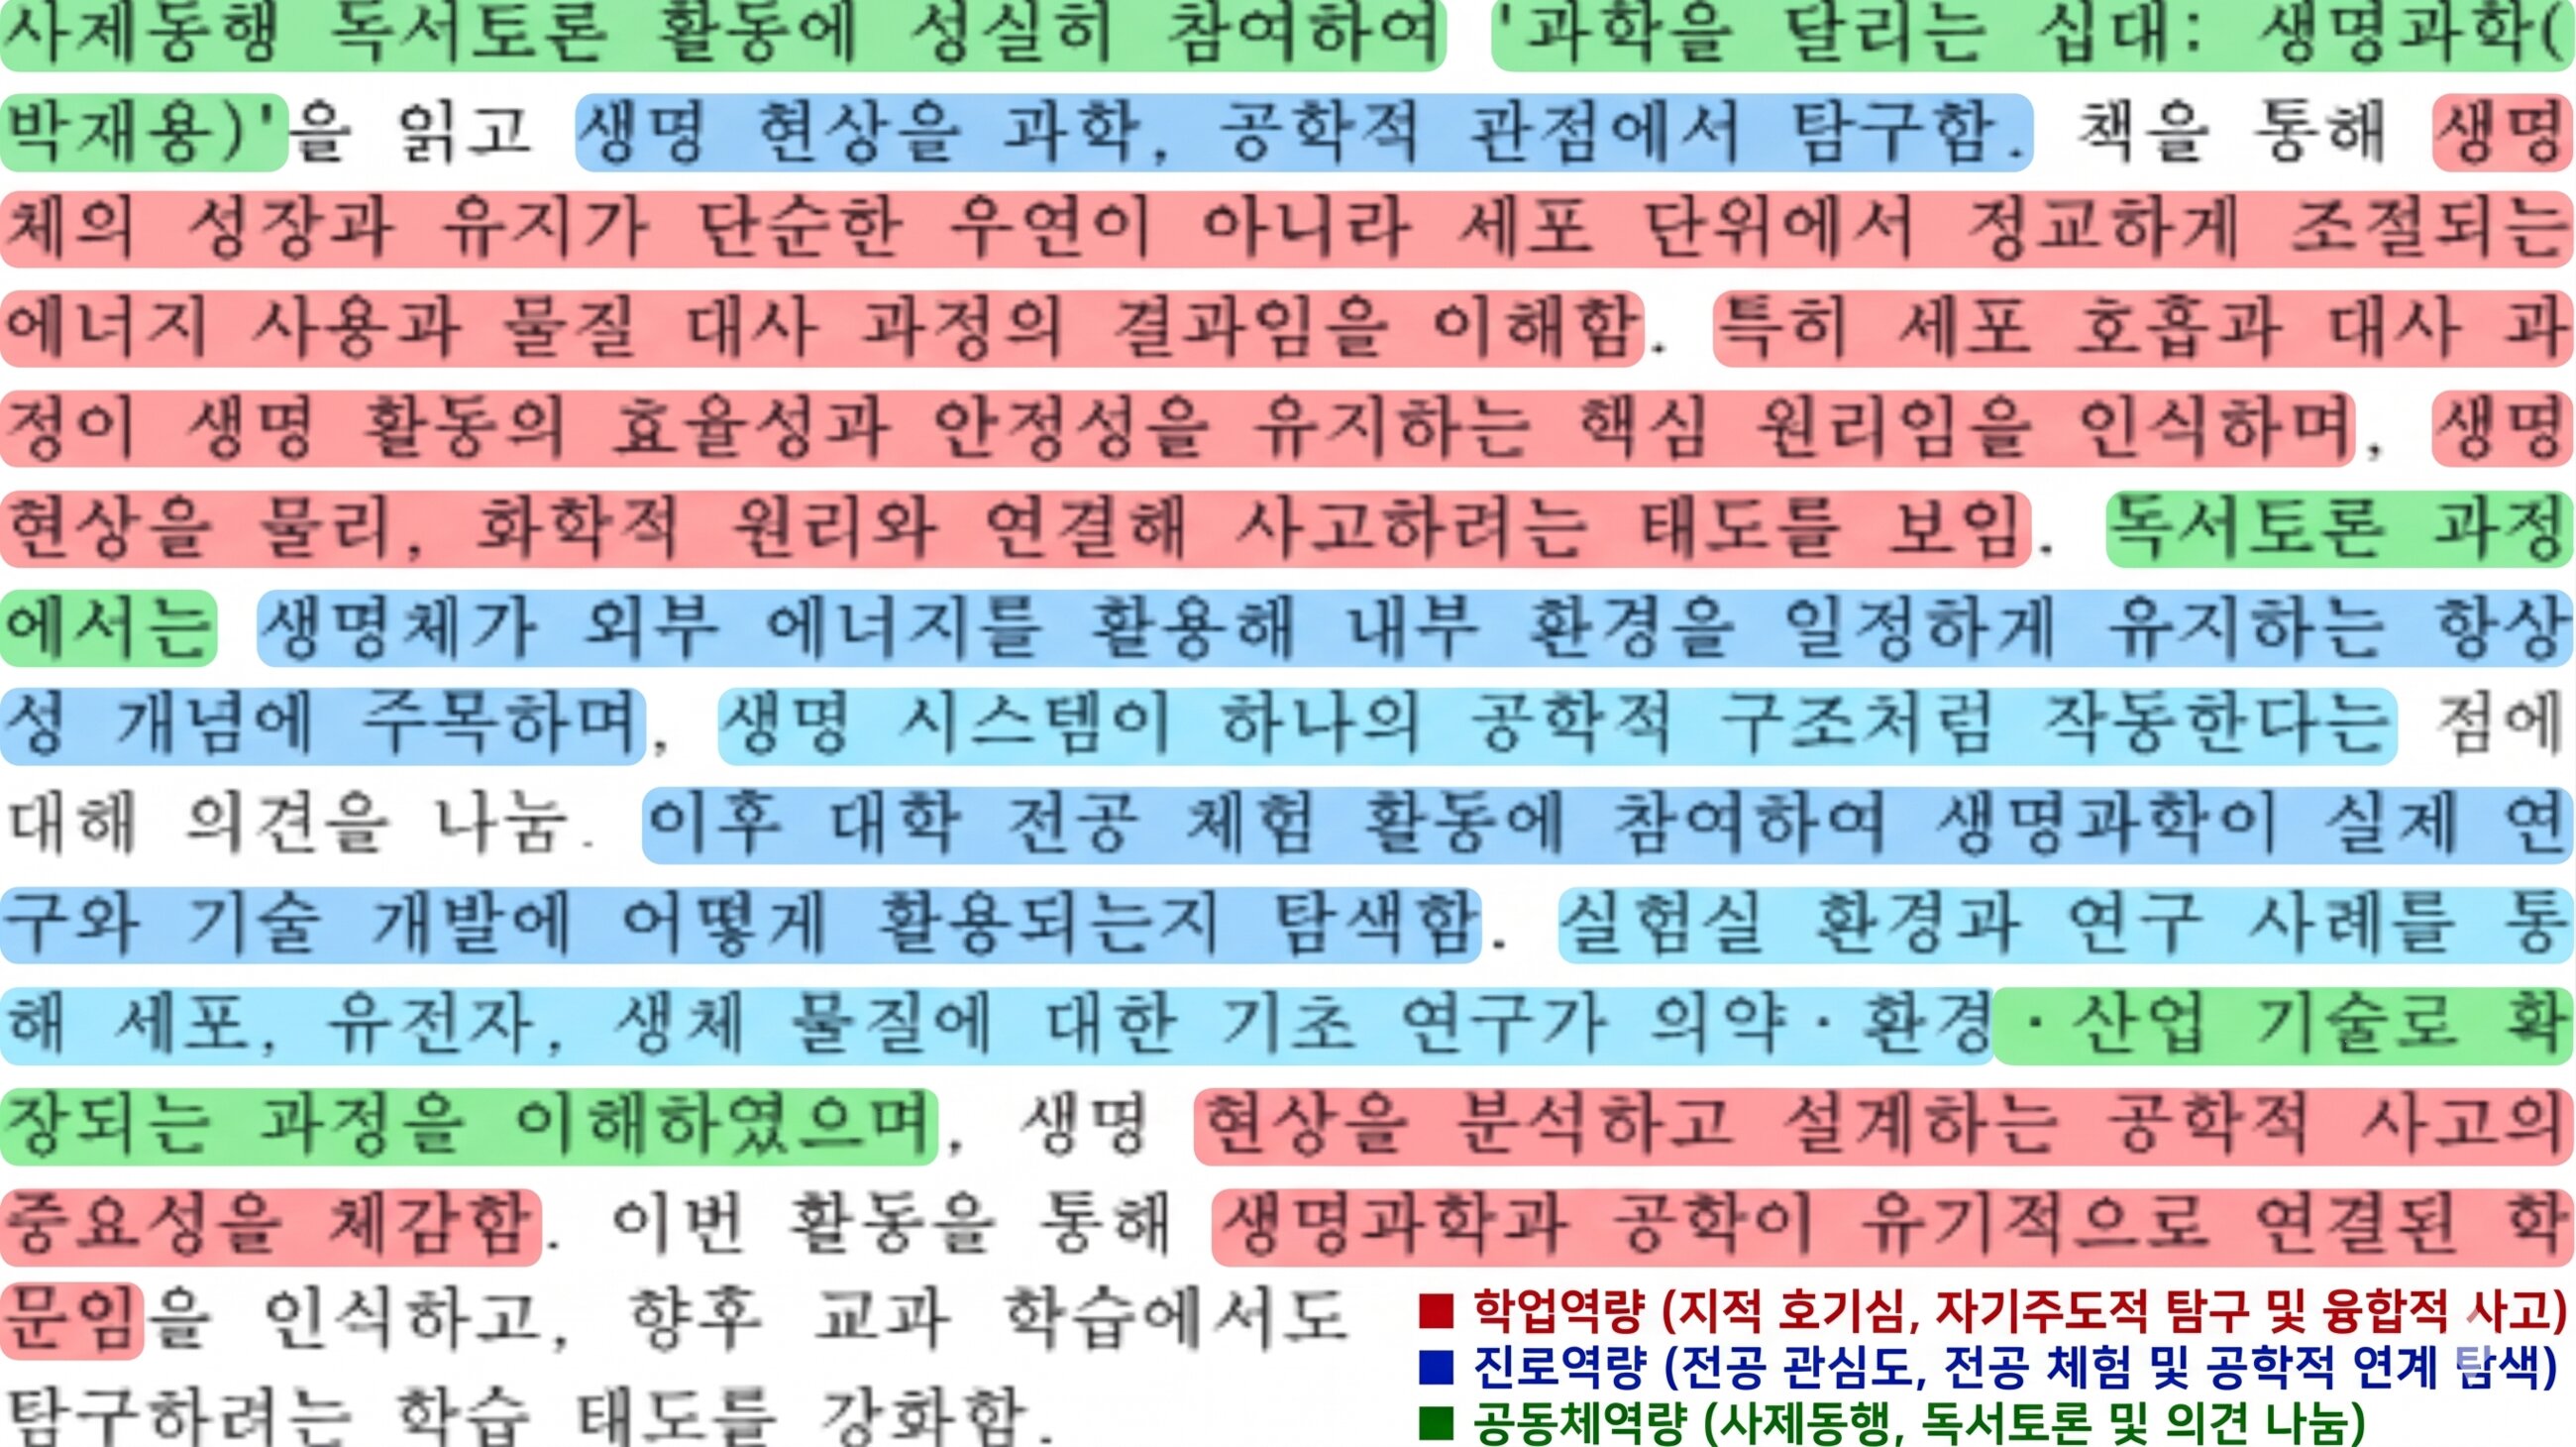 사제동행 독서토론 활동에 성실히 참여하여 '과학을 달리는 십대: 생명과학(
박재용)'을 읽고 생명 현상을 과학, 공학적 관점에서 탐구함. 책을 통해 생명
체의 성장과 유지가 단순한 우연이 아니라 세포 단위에서 정교하게 조절되는
에너지 사용과 물질 대사 과정의 결과임을 이해함. 특히 세포 호흡과 대사 과
정이 생명 활동의 효율성과 안정성을 유지하는 핵심 원리임을 인식하며, 생명
현상을 물리, 화학적 원리와 연결해 사고하려는 태도를 보임. 독서토론 과정
에서는 생명체가 외부 에너지를 활용해 내부 환경을 일정하게 유지하는 항상
성 개념에 주목하며, 생명 시스템이 하나의 공학적 구조처럼 작동한다는 점에
대해 의견을 나눔. 이후 대학 전공 체험 활동에 참여하여 생명과학이 실제 연
구와 기술 개발에 어떻게 활용되는지 탐색함. 실험실 환경과 연구 사례를 통
해 세포, 유전자, 생체 물질에 대한 기초 연구가 의약·환경·산업 기술로 확
장되는 과정을 이해하였으며, 생명 현상을 분석하고 설계하는 공학적 사고의
중요성을 체감함. 이번 활동을 통해 생명과학과 공학이 유기적으로 연결된 학
문임을 인식하고, 향후 교과 학습에서도
탐구하려는 학습 태도를 강화함.
■ 학업역량 (지적 호기심, 자기주도적 탐구 및 융합적 사고)
■ 진로역량 (전공 관심도, 전공 체험 및 공학적 연계 탐색)
■ 공동체역량 (사제동행, 독서토론 및 의견 나눔)